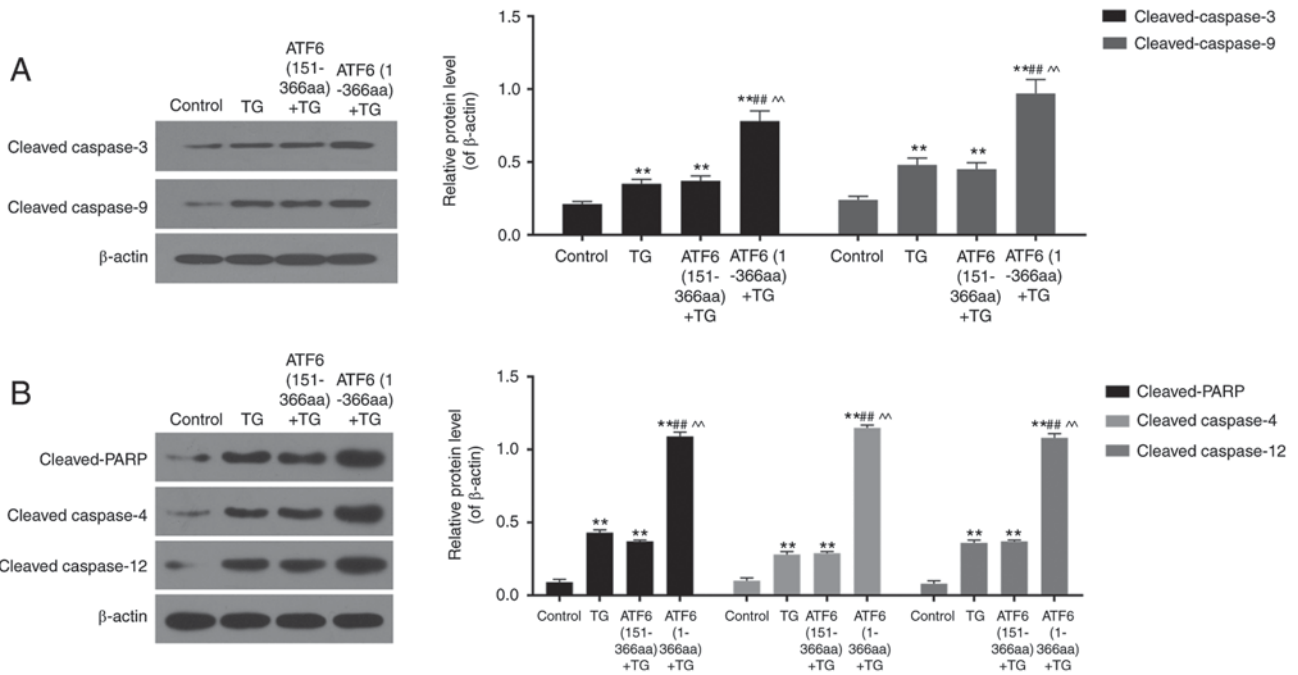 A
Control
TG
ATF6
(151-
366aa)
+TG
ATF6 (1
-366aa)
+TG
Cleaved caspase-3
Cleaved caspase-9
β-actin
Relative protein level
(of β-actin)
1.5
1.0
0.5
0.0
**
**
**## ^^
**
**
**## ^^
Control
TG
ATF6
(151-
366aa)
+TG
ATF6 (1
-366aa)
+TG
Control
TG
ATF6
(151-
366aa)
+TG
ATF6 (1
-366aa)
+TG
Cleaved-caspase-3
Cleaved-caspase-9
B
Control
TG
ATF6
(151-
366aa)
+TG
ATF6 (1
-366aa)
+TG
Cleaved-PARP
Cleaved caspase-4
Cleaved caspase-12
β-actin
Relative protein level
(of β-actin)
1.5
1.0
0.5
0.0
**
**
**## ^^
**
**
**## ^^
**
**
**## ^^
Control
TG
ATF6
(151-
366aa)
+TG
ATF6
(1-
366aa)
+TG
Control
TG
ATF6
(151-
366aa)
+TG
ATF6
(1-
366aa)
+TG
Control
TG
ATF6
(151-
366aa)
+TG
ATF6
(1-
366aa)
+TG
Cleaved-PARP
Cleaved caspase-4
Cleaved caspase-12